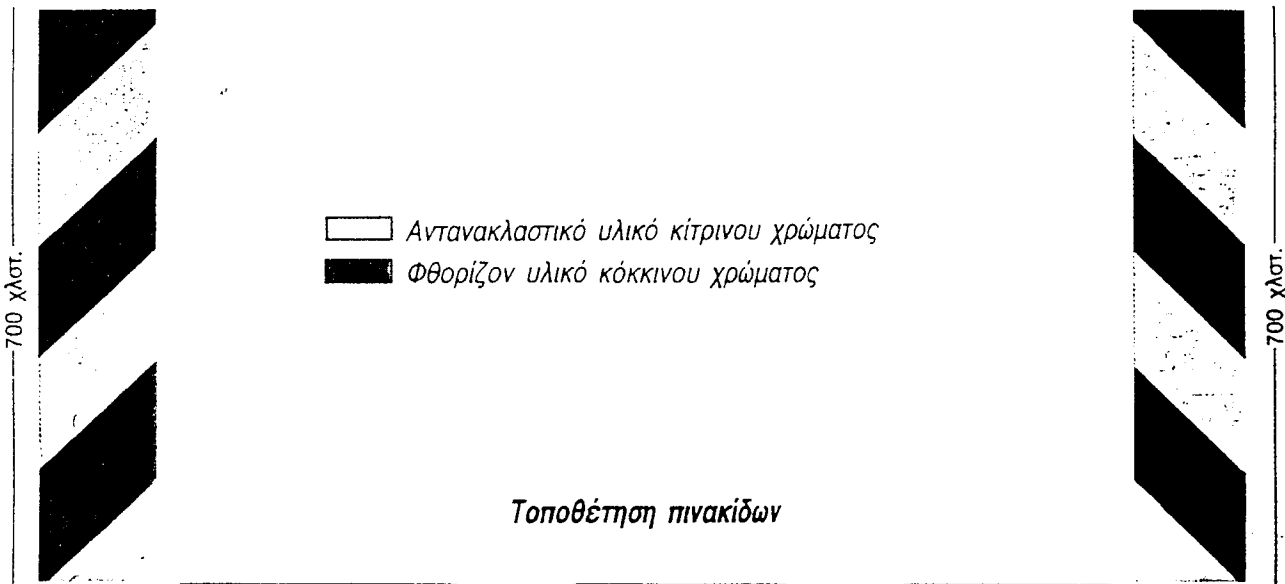 700 χλστ.
Αντανακλαστικό υλικό κίτρινου χρώματος
Φθορίζον υλικό κόκκινου χρώματος
700 χλστ.
Τοποθέτηση πινακίδων